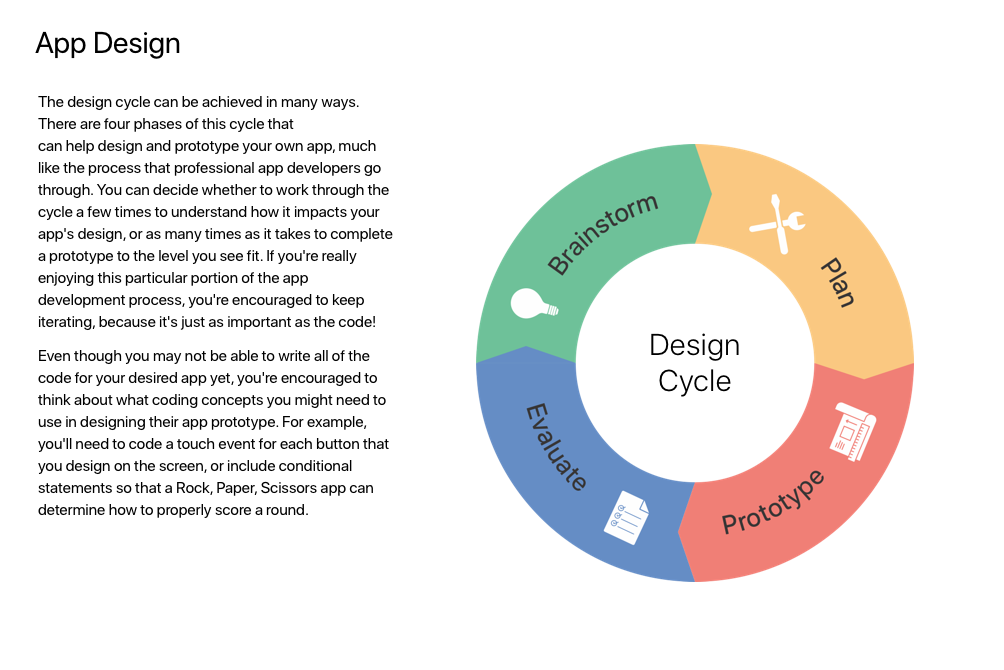 App Design
The design cycle can be achieved in many ways.
There are four phases of this cycle that
can help design and prototype your own app, much
like the process that professional app developers go
through. You can decide whether to work through the
cycle a few times to understand how it impacts your
app's design, or as many times as it takes to complete
a prototype to the level you see fit. If you're really
enjoying this particular portion of the app
development process, you're encouraged to keep
iterating, because it's just as important as the code!
Even though you may not be able to write all of the
code for your desired app yet, you're encouraged to
think about what coding concepts you might need to
use in designing their app prototype. For example,
you'll need to code a touch event for each button that
you design on the screen, or include conditional
statements so that a Rock, Paper, Scissors app can
determine how to properly score a round.
Brainstorm
Plan
Prototype
Evaluate
Design
Cycle